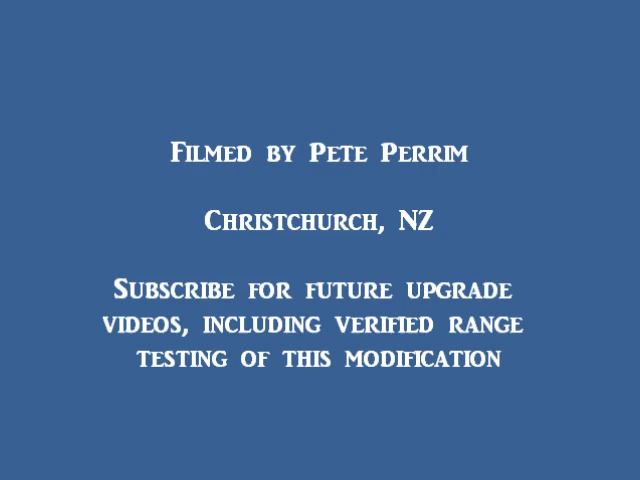 Filmed by Pete Perrim
Christchurch, NZ
Subscribe for future upgrade
videos, including verified range
testing of this modification